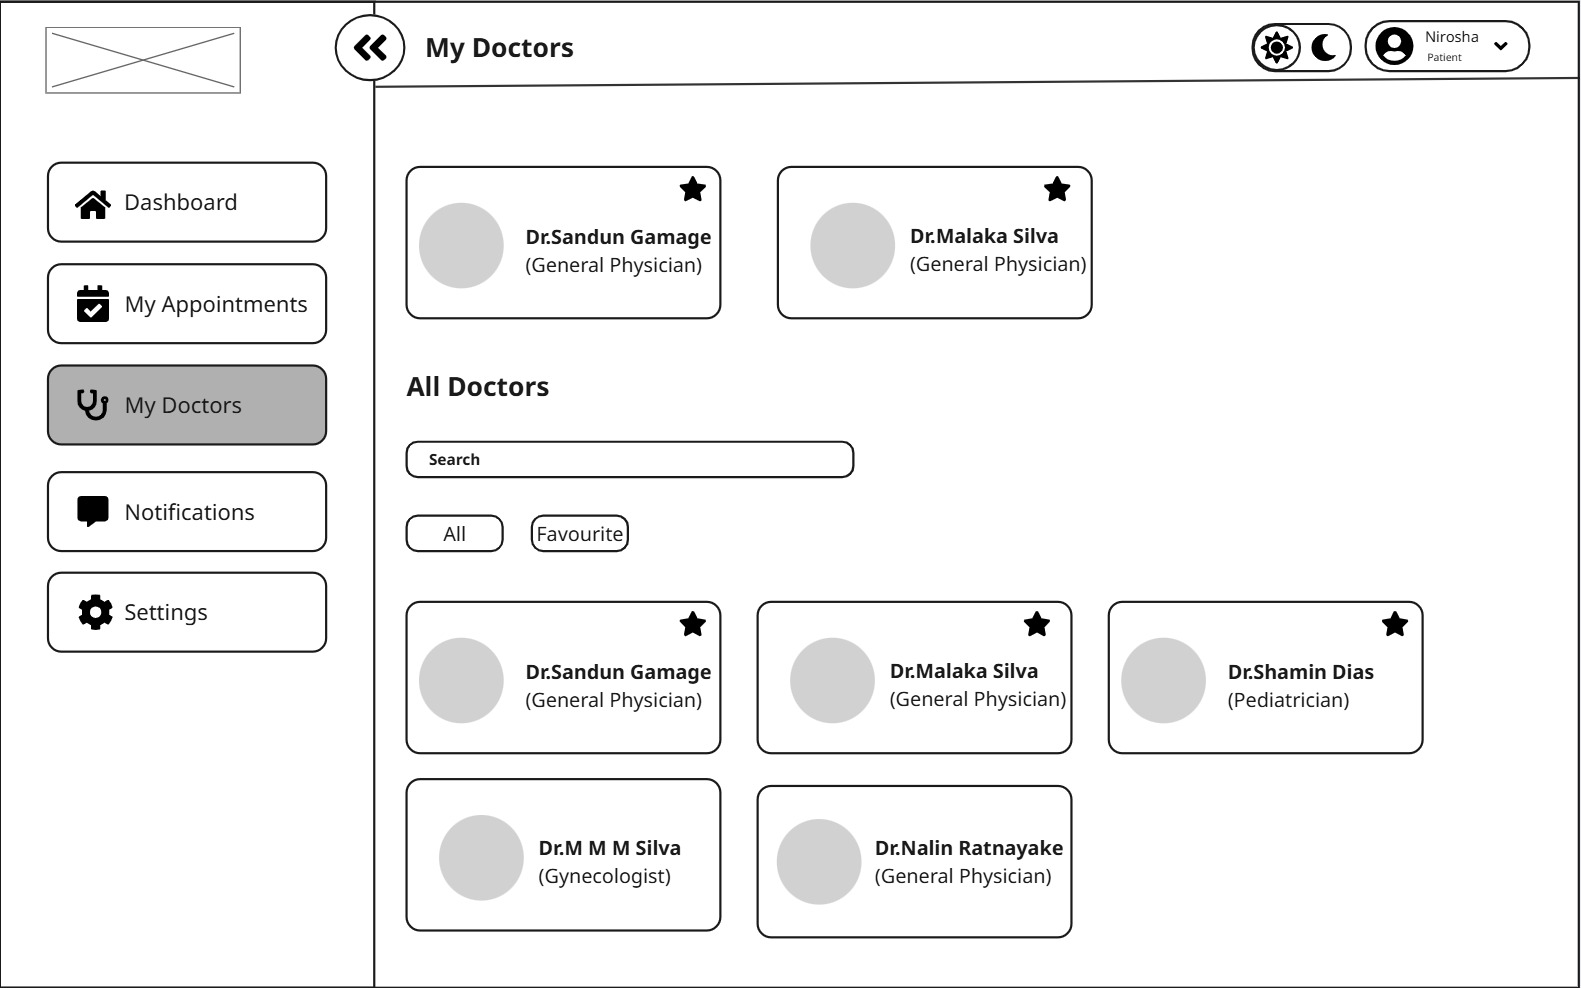 My Doctors
Nirosha
Patient
Dashboard
My Appointments
My Doctors
Notifications
Settings
Dr.Sandun Gamage
(General Physician)
Dr.Malaka Silva
(General Physician)
All Doctors
Search
All
Favourite
Dr.Sandun Gamage
(General Physician)
Dr.Malaka Silva
(General Physician)
Dr.Shamin Dias
(Pediatrician)
Dr.M M M Silva
(Gynecologist)
Dr.Nalin Ratnayake
(General Physician)